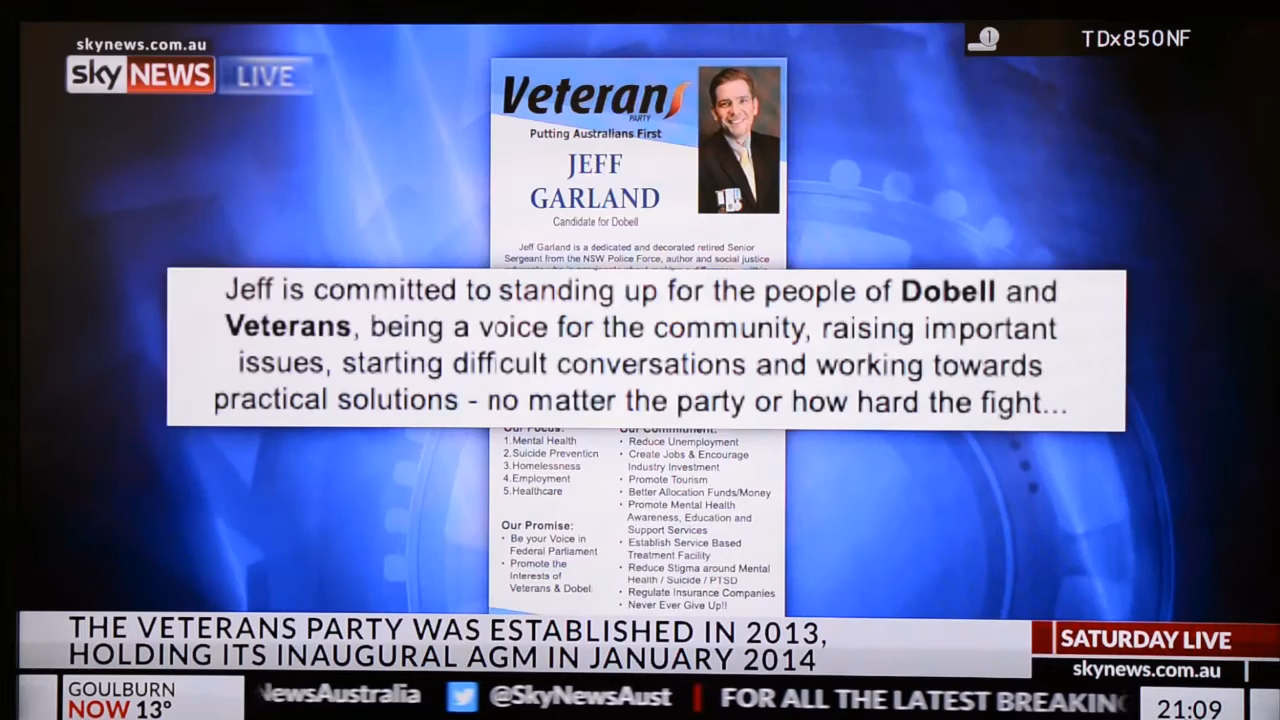 skynews.com.au
sky NEWS LIVE
1
TDx850NF
Veterans
PARTY
Putting Australians First
JEFF
GARLAND
Candidate for Dobell
Jeff Garland is a dedicated and decorated retired Senior
Sergeant from the NSW Police Force, author and social justice
Jeff is committed to standing up for the people of Dobell and
Veterans, being a voice for the community, raising important
issues, starting difficult conversations and working towards
practical solutions - no matter the party or how hard the fight...
Our Focus:
1.Mental Health
2.Suicide Prevention
3.Homelessness
4.Employment
5.Healthcare
Our Promise:
• Be your Voice in
Federal Parliament
• Promote the
Interests of
Veterans & Dobell
Our Commitment:
• Reduce Unemployment
• Create Jobs & Encourage
Industry Investment
• Promote Tourism
• Better Allocation Funds/Money
• Promote Mental Health
Awareness, Education and
Support Services
• Establish Service Based
Treatment Facility
• Reduce Stigma around Mental
Health / Suicide / PTSD
• Regulate Insurance Companies
• Never Ever Give Up!!
THE VETERANS PARTY WAS ESTABLISHED IN 2013,
HOLDING ITS INAUGURAL AGM IN JANUARY 2014
SATURDAY LIVE
skynews.com.au
GOULBURN
NOW 13°
NewsAustralia @SkyNewsAust FOR ALL THE LATEST BREAKING
21:09